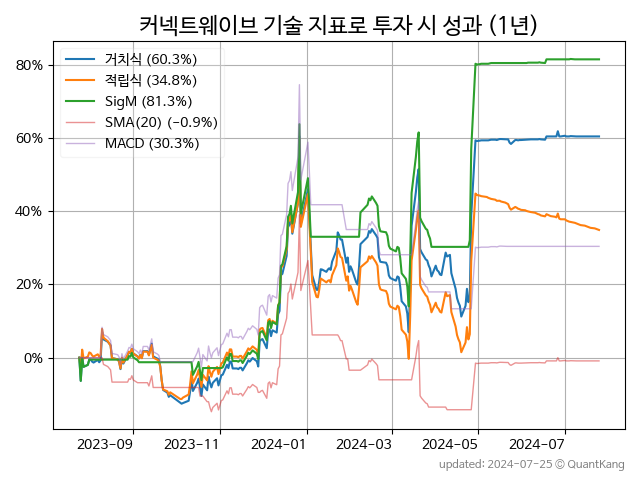 커넥트웨이브 기술 지표로 투자 시 성과 (1년)
거치식 (60.3%)
적립식 (34.8%)
SigM (81.3%)
SMA(20) (-0.9%)
MACD (30.3%)
80%
60%
40%
20%
0%
2023-09
2023-11
2024-01
2024-03
2024-05
2024-07
updated: 2024-07-25 © QuantKang